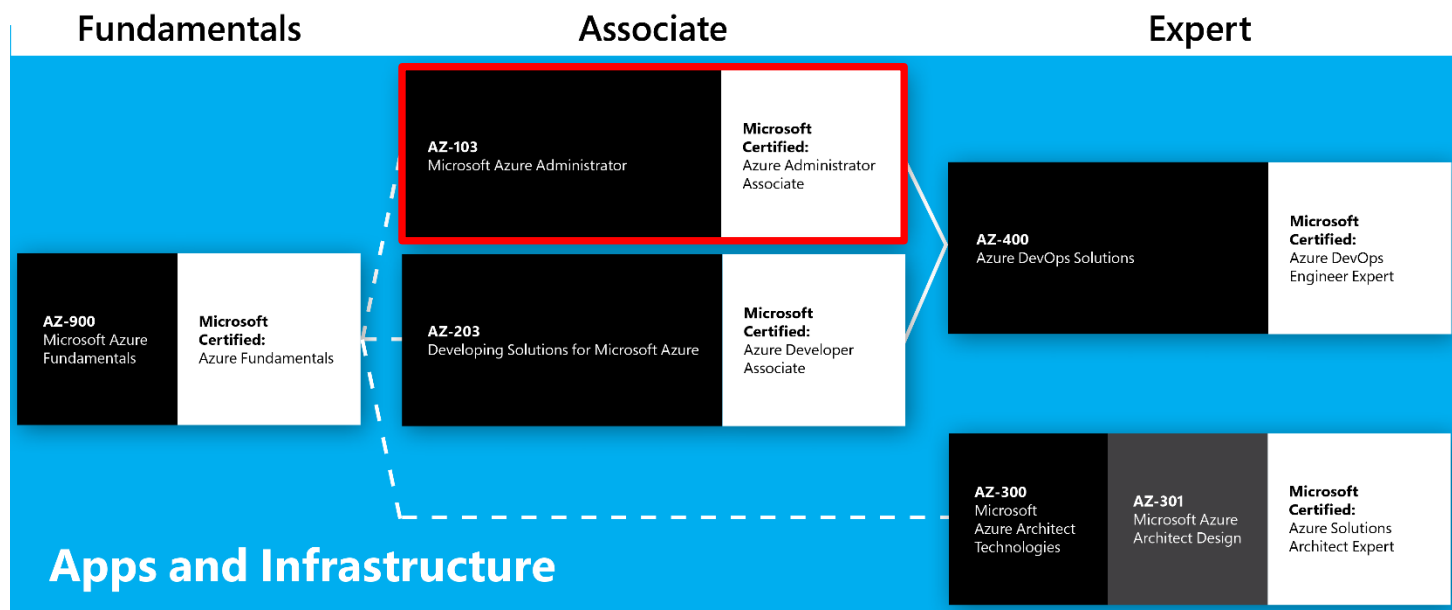 Fundamentals
Associate
Expert
AZ-103
Microsoft Azure Administrator
Microsoft
Certified:
Azure Administrator
Associate
AZ-900
Microsoft Azure
Fundamentals
Microsoft
Certified:
Azure Fundamentals
AZ-203
Developing Solutions for Microsoft Azure
Microsoft
Certified:
Azure Developer
Associate
AZ-400
Azure DevOps Solutions
Microsoft
Certified:
Azure DevOps
Engineer Expert
AZ-300
Microsoft
Azure Architect
Technologies
AZ-301
Microsoft Azure
Architect Design
Microsoft
Certified:
Azure Solutions
Architect Expert
Apps and Infrastructure